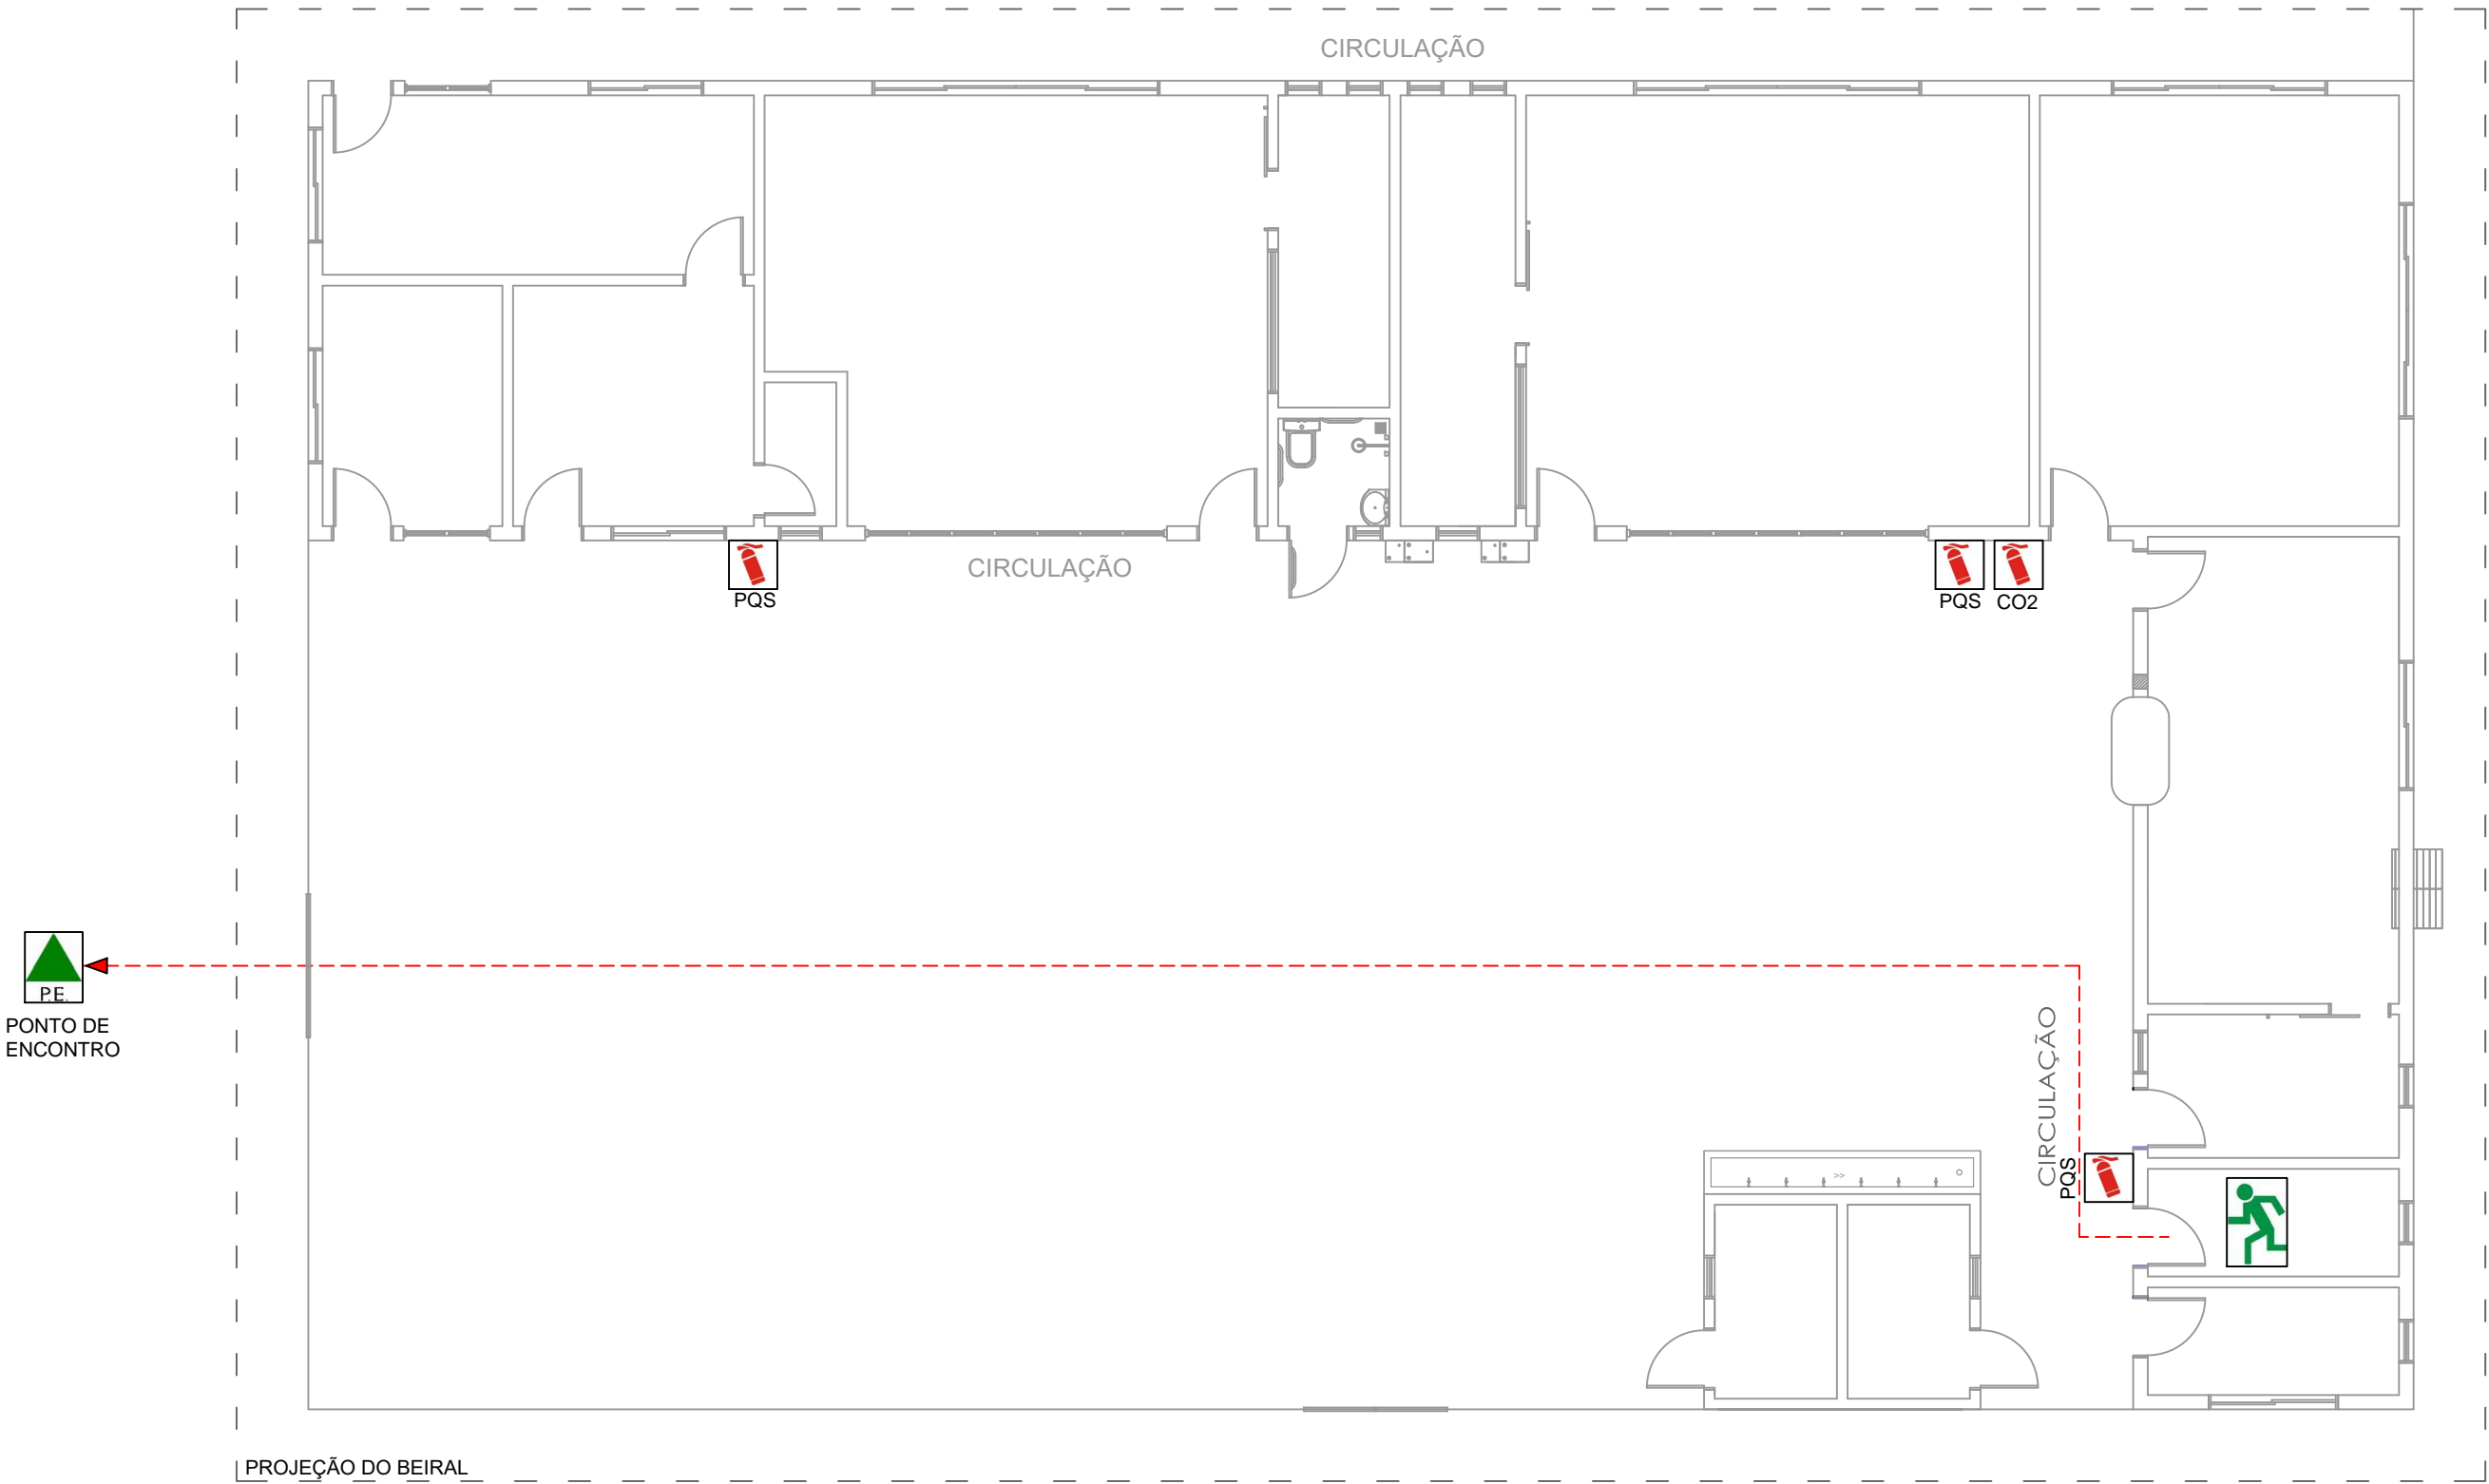 CIRCULAÇÃO
CIRCULAÇÃO
PQS
PQS
CO2
P.E.
PONTO DE
ENCONTRO
CIRCULAÇÃO
PQS
>>
PROJEÇÃO DO BEIRAL